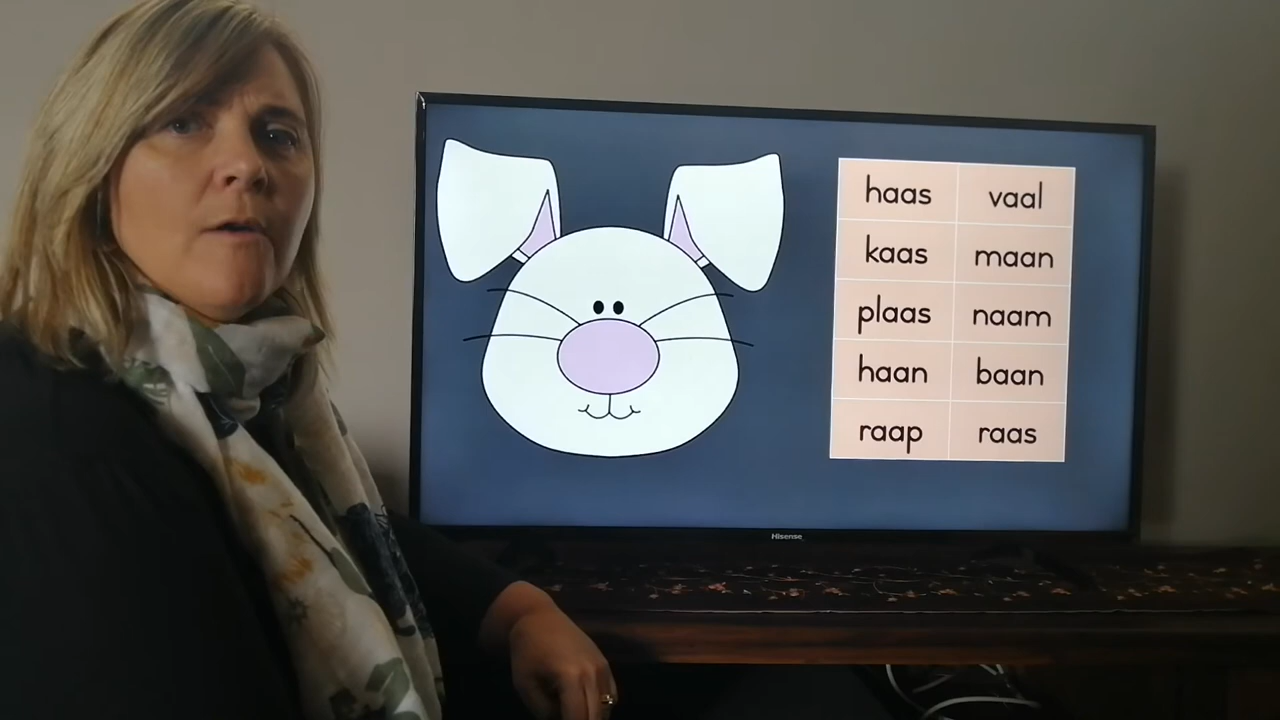 haas vaal
kaas maan
plaas naam
haan baan
raap raas
Hisense